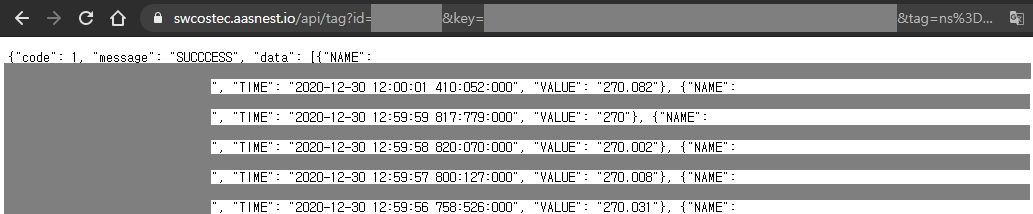 swcostec.aasnest.io/api/tag?id= &key= &tag=ns%3D...
{"code": 1, "message": "SUCCCESS", "data": [{"NAME":
", "TIME": "2020-12-30 12:00:01 410:052:000", "VALUE": "270.082"}, {"NAME":
", "TIME": "2020-12-30 12:59:59 817:779:000", "VALUE": "270"}, {"NAME":
", "TIME": "2020-12-30 12:59:58 820:070:000", "VALUE": "270.002"}, {"NAME":
", "TIME": "2020-12-30 12:59:57 800:127:000", "VALUE": "270.008"}, {"NAME":
", "TIME": "2020-12-30 12:59:56 758:526:000", "VALUE": "270.031"}, {"NAME":